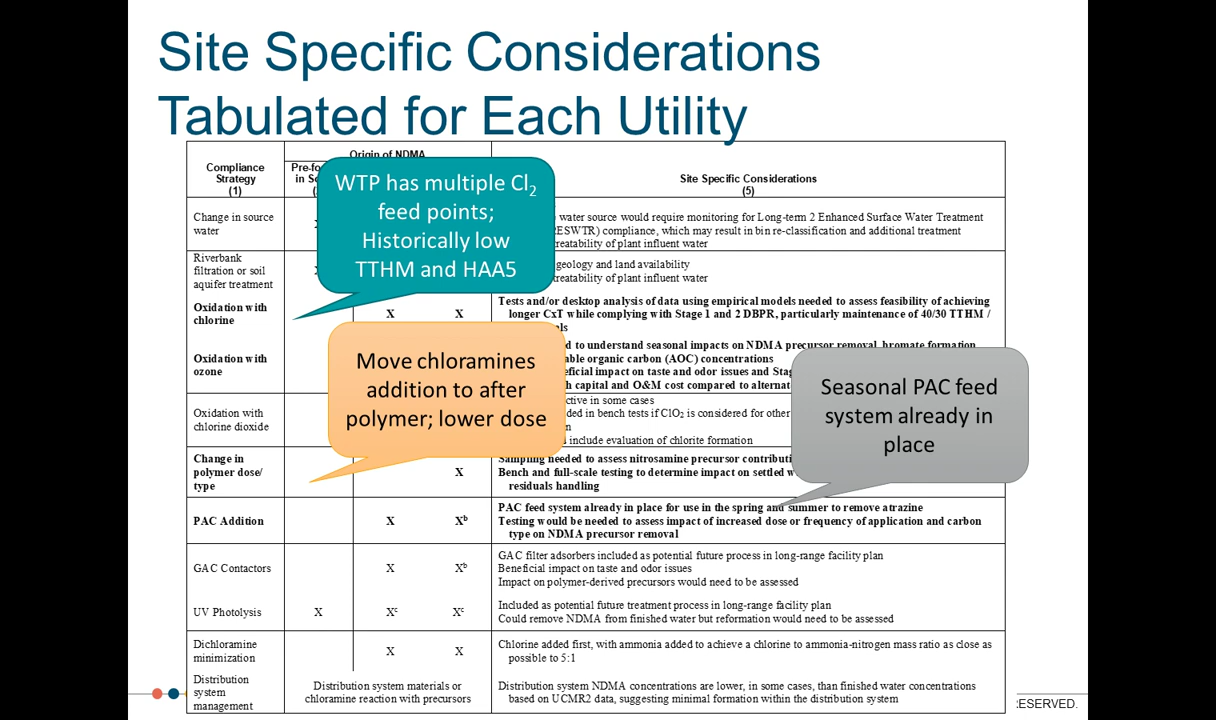 Site Specific Considerations
Tabulated for Each Utility
Compliance
Strategy
(1)
Origin of NDMA
Site Specific Considerations
(5)
WTP has multiple Cl₂
feed points;
Historically low
TTHM and HAA5
Change in source
water
water source would require monitoring for Long-term 2 Enhanced Surface Water Treatment
compliance, which may result in bin re-classification and additional treatment
of plant influent water
Riverbank
filtration or soil
aquifer treatment
geology and land availability
of plant influent water
Oxidation with
chlorine
X X
Tests and/or desktop analysis of data using empirical models needed to assess feasibility of achieving
longer CxT while complying with Stage 1 and 2 DBPR, particularly maintenance of 40/30 TTHM /
Move chloramines
addition to after
polymer; lower dose
Oxidation with
ozone
to understand seasonal impacts on NDMA precursor removal, bromate formation
organic carbon (AOC) concentrations
impact on taste and odor issues and
capital and O&M cost compared to
Seasonal PAC feed
system already in
place
Oxidation with
chlorine dioxide
in some cases
in bench tests if ClO₂ is considered for other
include evaluation of chlorite formation
Change in
polymer dose/
type
X
Sampling needed to assess nitrosamine precursor
Bench and full-scale testing to determine impact on settled
residuals handling
PAC Addition
X Xᵇ
PAC feed system already in place for use in the spring and summer to remove atrazine
Testing would be needed to assess impact of increased dose or frequency of application and carbon
type on NDMA precursor removal
GAC Contactors
X Xᵇ
GAC filter adsorbers included as potential future process in long-range facility plan
Beneficial impact on taste and odor issues
Impact on polymer-derived precursors would need to be assessed
UV Photolysis
X Xᶜ Xᶜ
Included as potential future treatment process in long-range facility plan
Could remove NDMA from finished water but reformation would need to be assessed
Dichloramine
minimization
X X
Chlorine added first, with ammonia added to achieve a chlorine to ammonia-nitrogen mass ratio as close as
possible to 5:1
Distribution
system
management
Distribution system materials or
chloramine reaction with precursors
Distribution system NDMA concentrations are lower, in some cases, than finished water concentrations
based on UCMR2 data, suggesting minimal formation within the distribution system